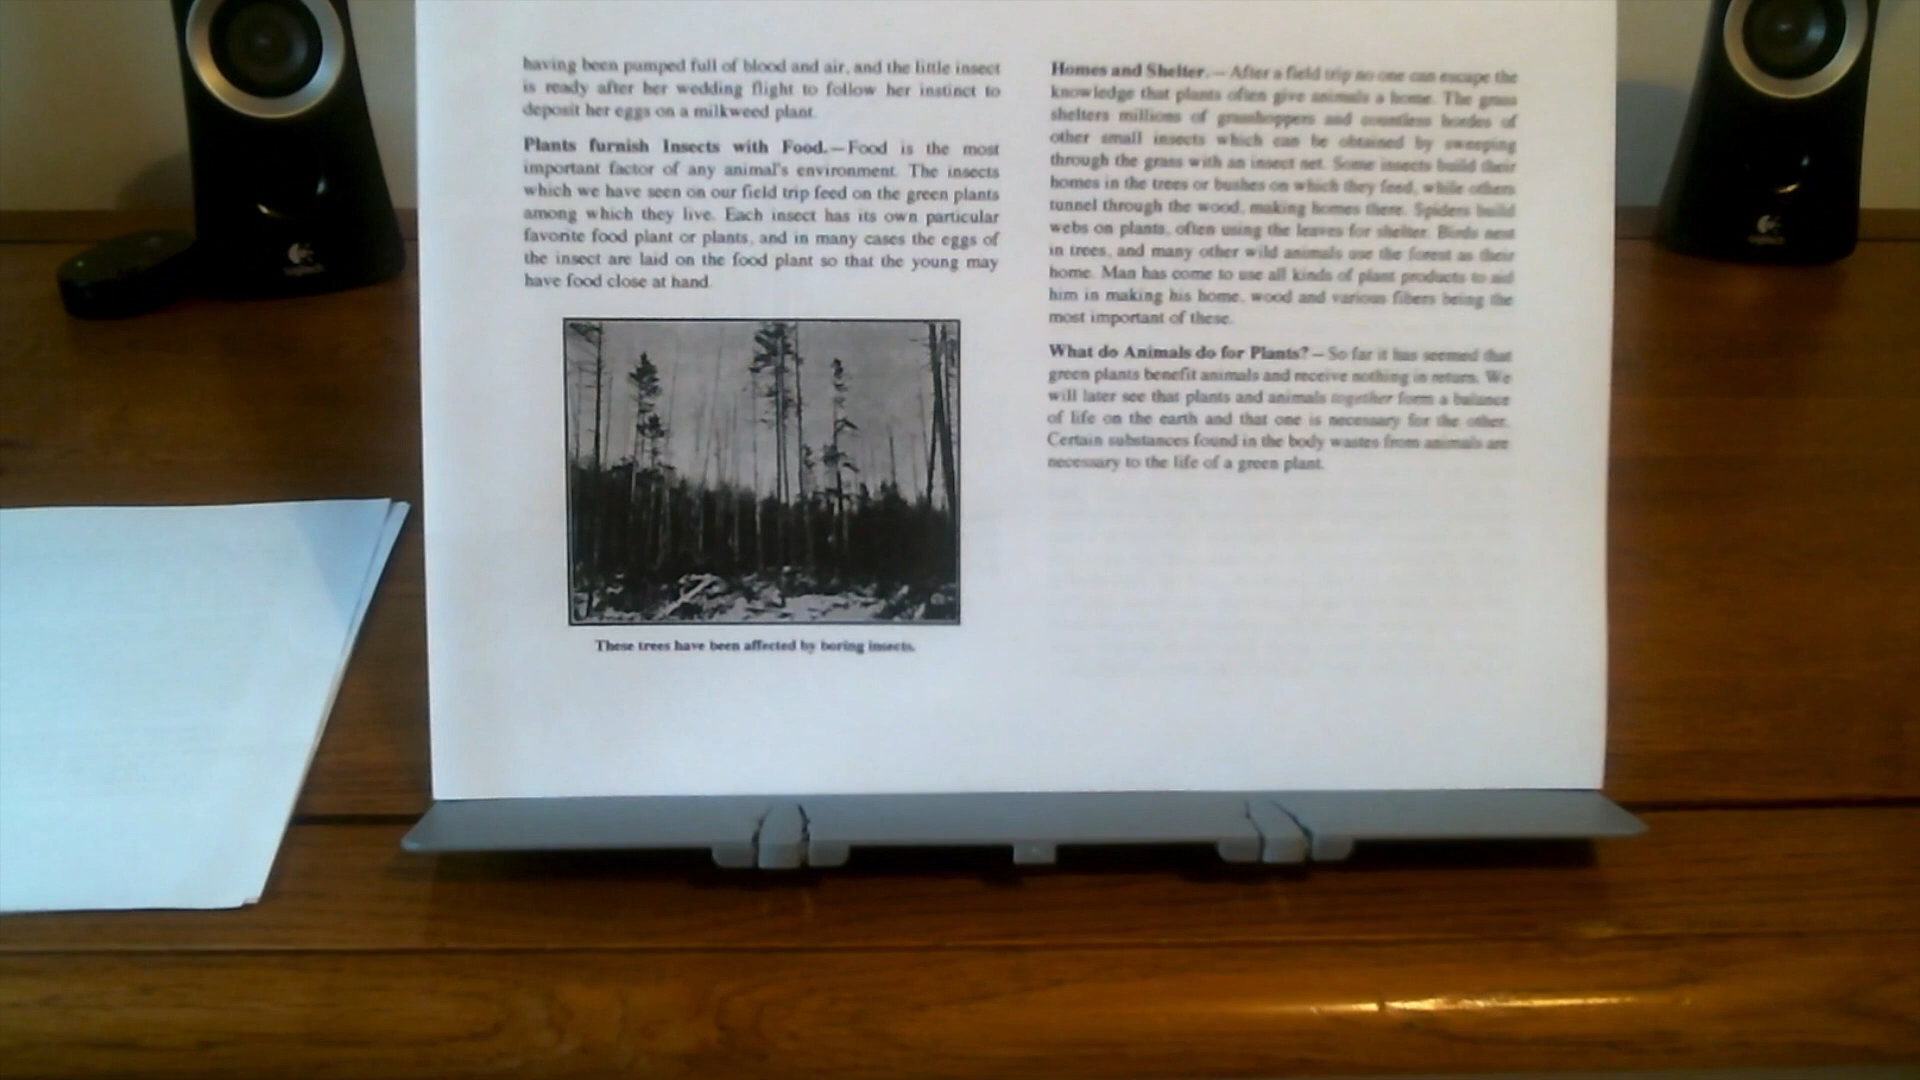 having been pumped full of blood and air, and the little insect
is ready after her wedding flight to follow her instinct to
deposit her eggs on a milkweed plant.
Plants furnish Insects with Food.—Food is the most
important factor of any animal's environment. The insects
which we have seen on our field trip feed on the green plants
among which they live. Each insect has its own particular
favorite food plant or plants, and in many cases the eggs of
the insect are laid on the food plant so that the young may
have food close at hand.
These trees have been affected by boring insects.
Homes and Shelter. — After a field trip no one can escape the
knowledge that plants often give animals a home. The grass
shelters millions of grasshoppers and countless hordes of
other small insects which can be obtained by sweeping
through the grass with an insect net. Some insects build their
homes in the trees or bushes on which they feed, while others
tunnel through the wood, making homes there. Spiders build
webs on plants, often using the leaves for shelter. Birds nest
in trees, and many other wild animals use the forest as their
home. Man has come to use all kinds of plant products to aid
him in making his home, wood and various fibers being the
most important of these.
What do Animals do for Plants? — So far it has seemed that
green plants benefit animals and receive nothing in return. We
will later see that plants and animals together form a balance
of life on the earth and that one is necessary for the other.
Certain substances found in the body wastes from animals are
necessary to the life of a green plant.
logitech